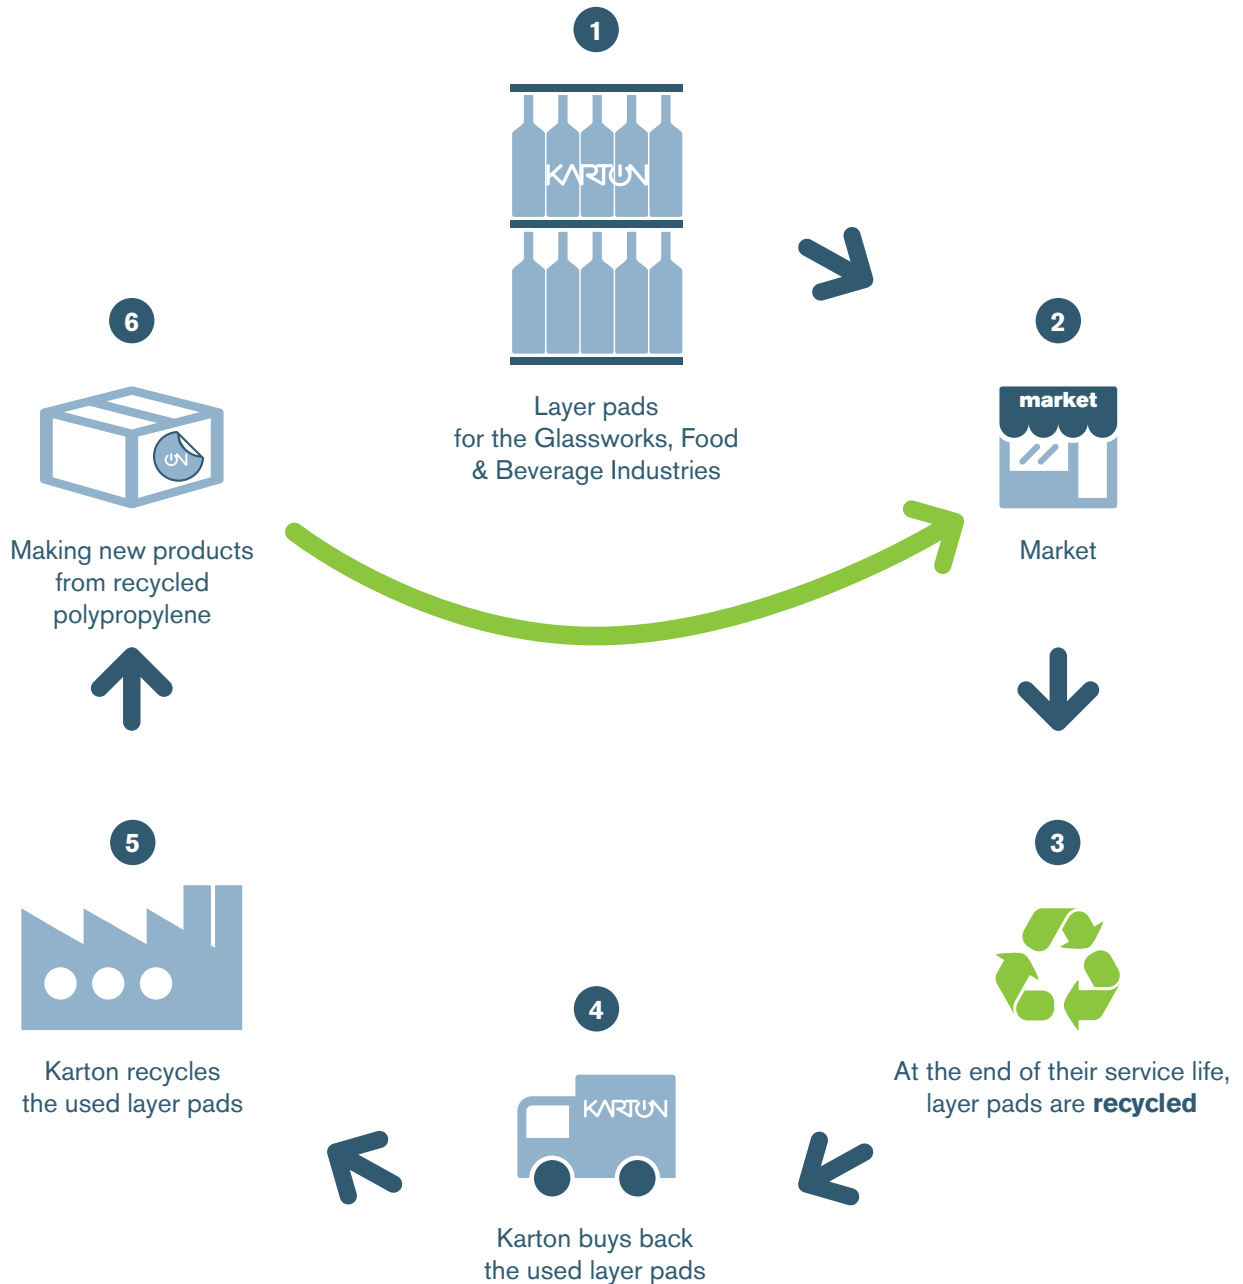 1
KARTON
Layer pads
for the Glassworks, Food
& Beverage Industries
2
market
Market
3
At the end of their service life,
layer pads are recycled
4
KARTON
Karton buys back
the used layer pads
5
Karton recycles
the used layer pads
6
ON
Making new products
from recycled
polypropylene